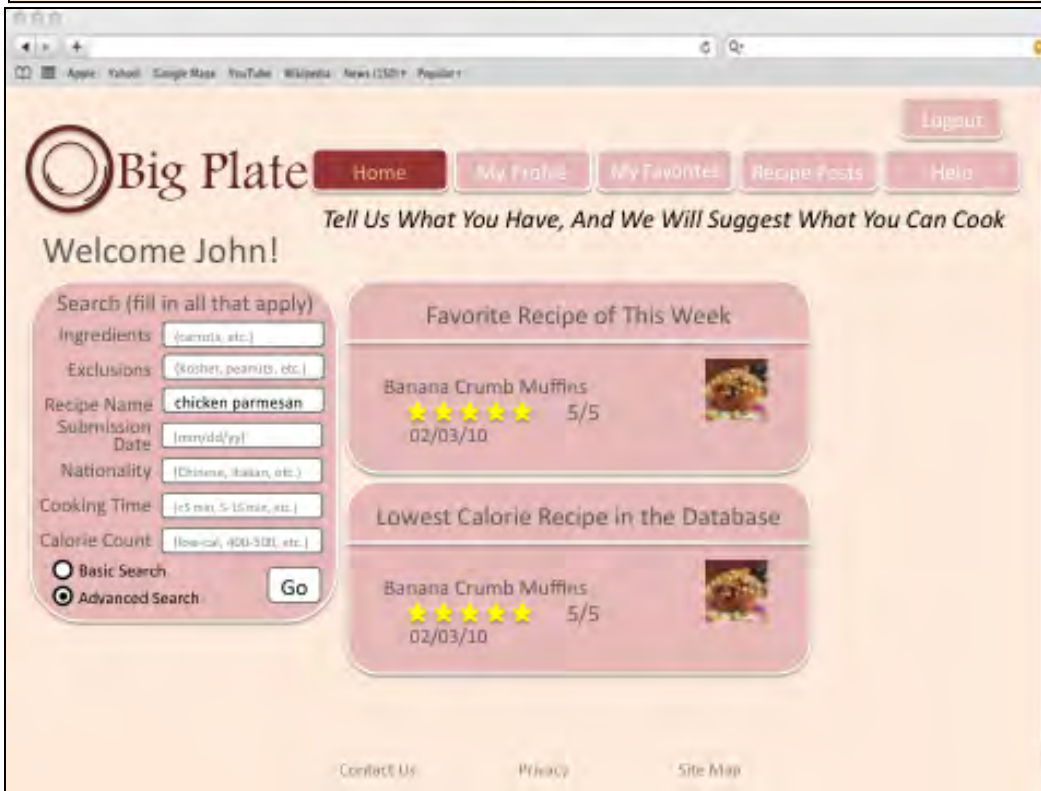 Apple Yahoo! Google Maps YouTube Wikipedia News (150) Popular
Logout
Big Plate
Home My Profile My Favorites Recipe Posts Help
Tell Us What You Have, And We Will Suggest What You Can Cook
Welcome John!
Search (fill in all that apply)
Ingredients (carrots, etc.)
Exclusions (kosher, peanuts, etc.)
Recipe Name chicken parmesan
Submission
Date (mm/dd/yy)
Nationality (Chinese, Italian, etc.)
Cooking Time (<5 min, 5-15 min, etc.)
Calorie Count (low-cal, 400-500, etc.)
Basic Search
Advanced Search
Go
Favorite Recipe of This Week
Banana Crumb Muffins
5/5
02/03/10
Lowest Calorie Recipe in the Database
Banana Crumb Muffins
5/5
02/03/10
Contact Us Privacy Site Map